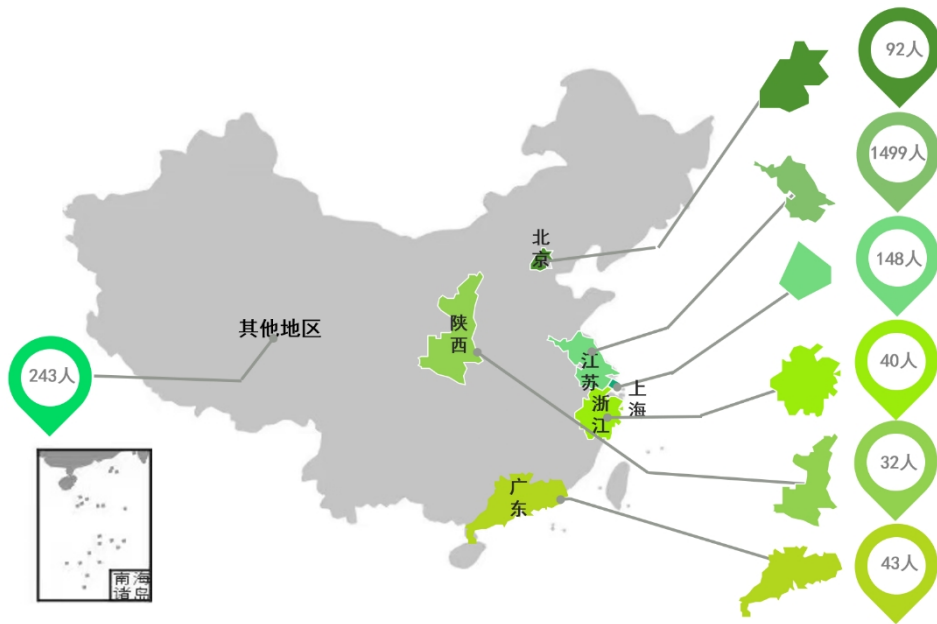 92人
1499人
北京
148人
其他地区
陕西
江苏
上海
浙江
243人
40人
32人
广东
43人
南海
诸岛